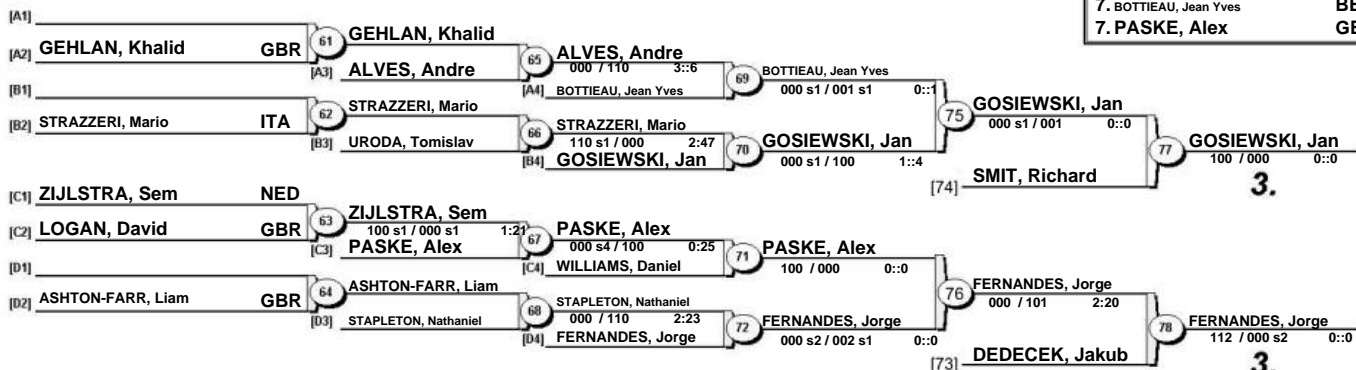 7. BOTTIEAU, Jean Yves
7. PASKE, Alex
[A1]
[A2] GEHLAN, Khalid GBR
61
GEHLAN, Khalid
[A3] ALVES, Andre
65
ALVES, Andre
000 / 110 3::6
[A4] BOTTIEAU, Jean Yves
69
BOTTIEAU, Jean Yves
000 s1 / 001 s1 0::1
[B1]
[B2] STRAZZERI, Mario ITA
62
STRAZZERI, Mario
[B3] URODA, Tomislav
66
STRAZZERI, Mario
110 s1 / 000 2:47
[B4] GOSIEWSKI, Jan
70
GOSIEWSKI, Jan
000 s1 / 100 1::4
75
GOSIEWSKI, Jan
000 s1 / 001 0::0
[74] SMIT, Richard
77
GOSIEWSKI, Jan
100 / 000 0::0
3.
[C1] ZIJLSTRA, Sem NED
[C2] LOGAN, David GBR
63
ZIJLSTRA, Sem
100 s1 / 000 s1 1:21
[C3] PASKE, Alex
67
PASKE, Alex
000 s4 / 100 0:25
[C4] WILLIAMS, Daniel
71
PASKE, Alex
100 / 000 0::0
[D1]
[D2] ASHTON-FARR, Liam GBR
64
ASHTON-FARR, Liam
[D3] STAPLETON, Nathaniel
68
STAPLETON, Nathaniel
000 / 110 2:23
[D4] FERNANDES, Jorge
72
FERNANDES, Jorge
000 s2 / 002 s1 0::0
76
FERNANDES, Jorge
000 / 101 2:20
[73] DEDECEK, Jakub
78
FERNANDES, Jorge
112 / 000 s2 0::0
3.